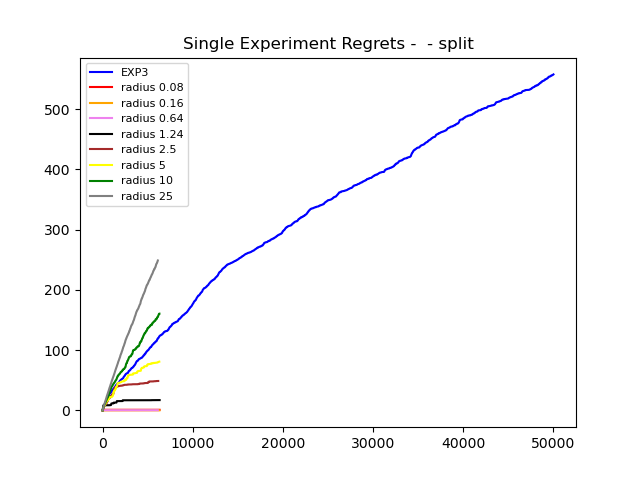 Single Experiment Regrets -  - split
EXP3
radius 0.08
radius 0.16
radius 0.64
radius 1.24
radius 2.5
radius 5
radius 10
radius 25
500
400
300
200
100
0
0 10000 20000 30000 40000 50000